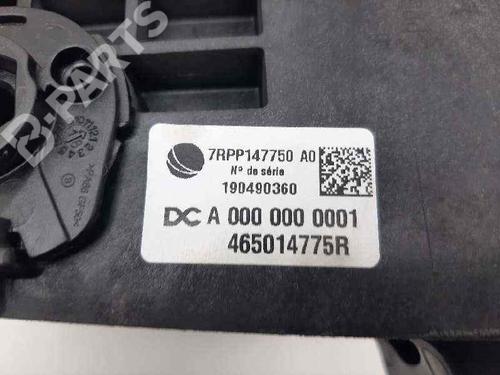 B-PARTS
7RPP147750 A0
Nº de série
190490360
DC A 000 000 0001
465014775R